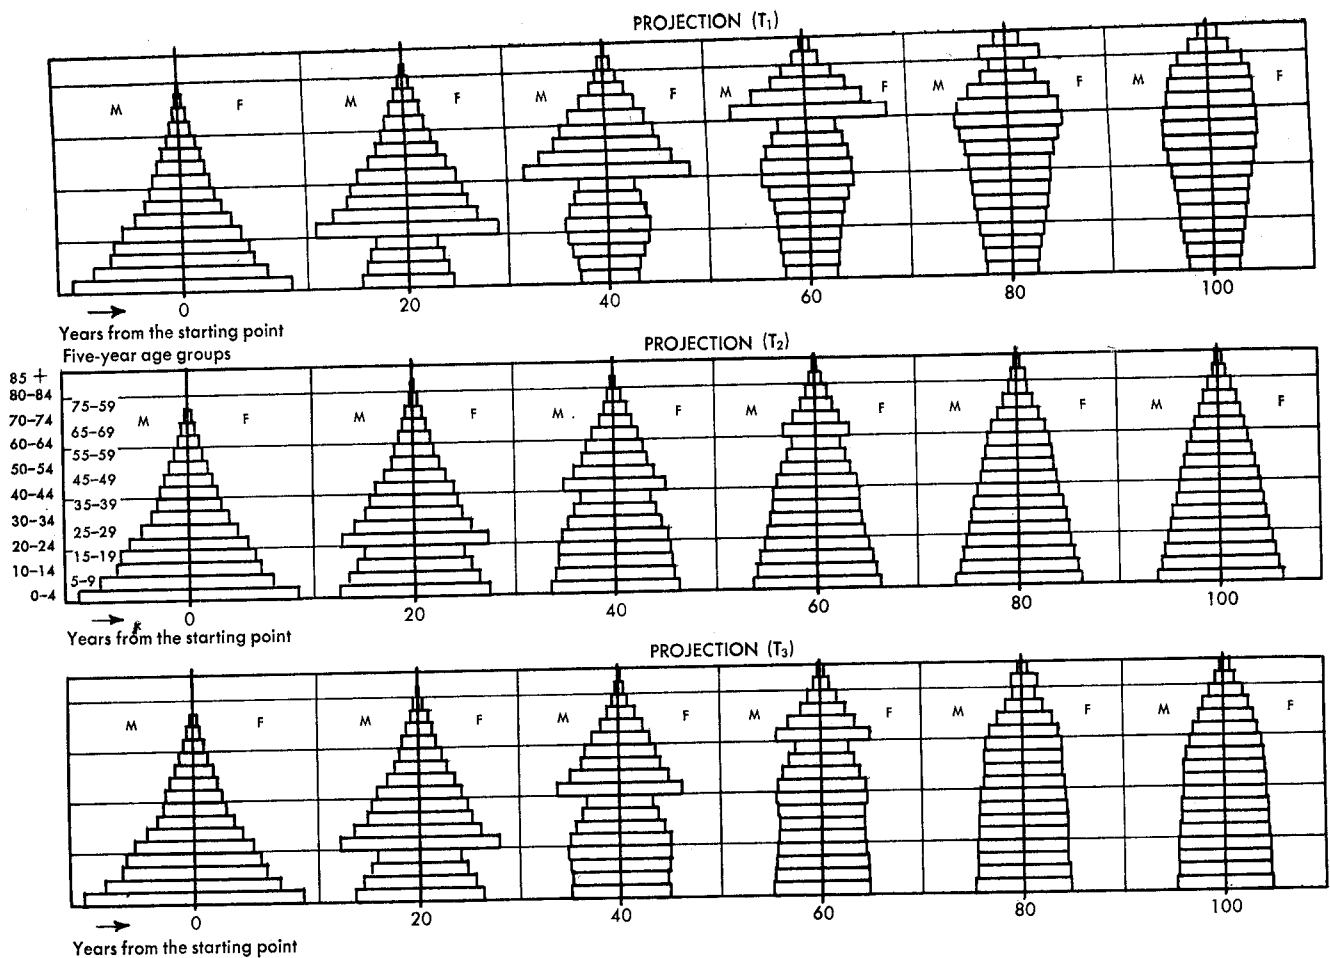 PROJECTION (T₁)
M F M F M F M F M F M F
0 20 40 60 80 100
Years from the starting point
Five-year age groups
PROJECTION (T₂)
85 +
80–84
75–59
70–74
65–69
60–64
55–59
50–54
45–49
40–44
35–39
30–34
25–29
20–24
15–19
10–14
5–9
0–4
M F M F M F M F M F M F
0 20 40 60 80 100
Years from the starting point
PROJECTION (T₃)
M F M F M F M F M F M F
0 20 40 60 80 100
Years from the starting point